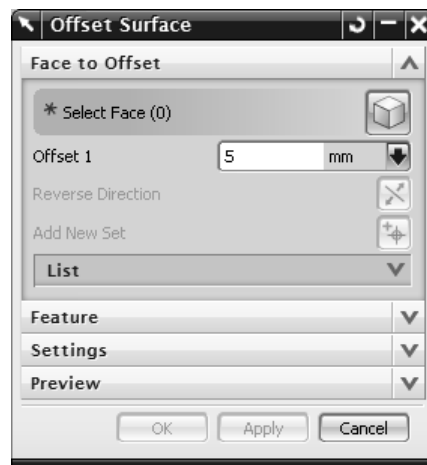 Offset Surface
Face to Offset
* Select Face (0)
Offset 1 5 mm
Reverse Direction
Add New Set
List
Feature
Settings
Preview
OK Apply Cancel